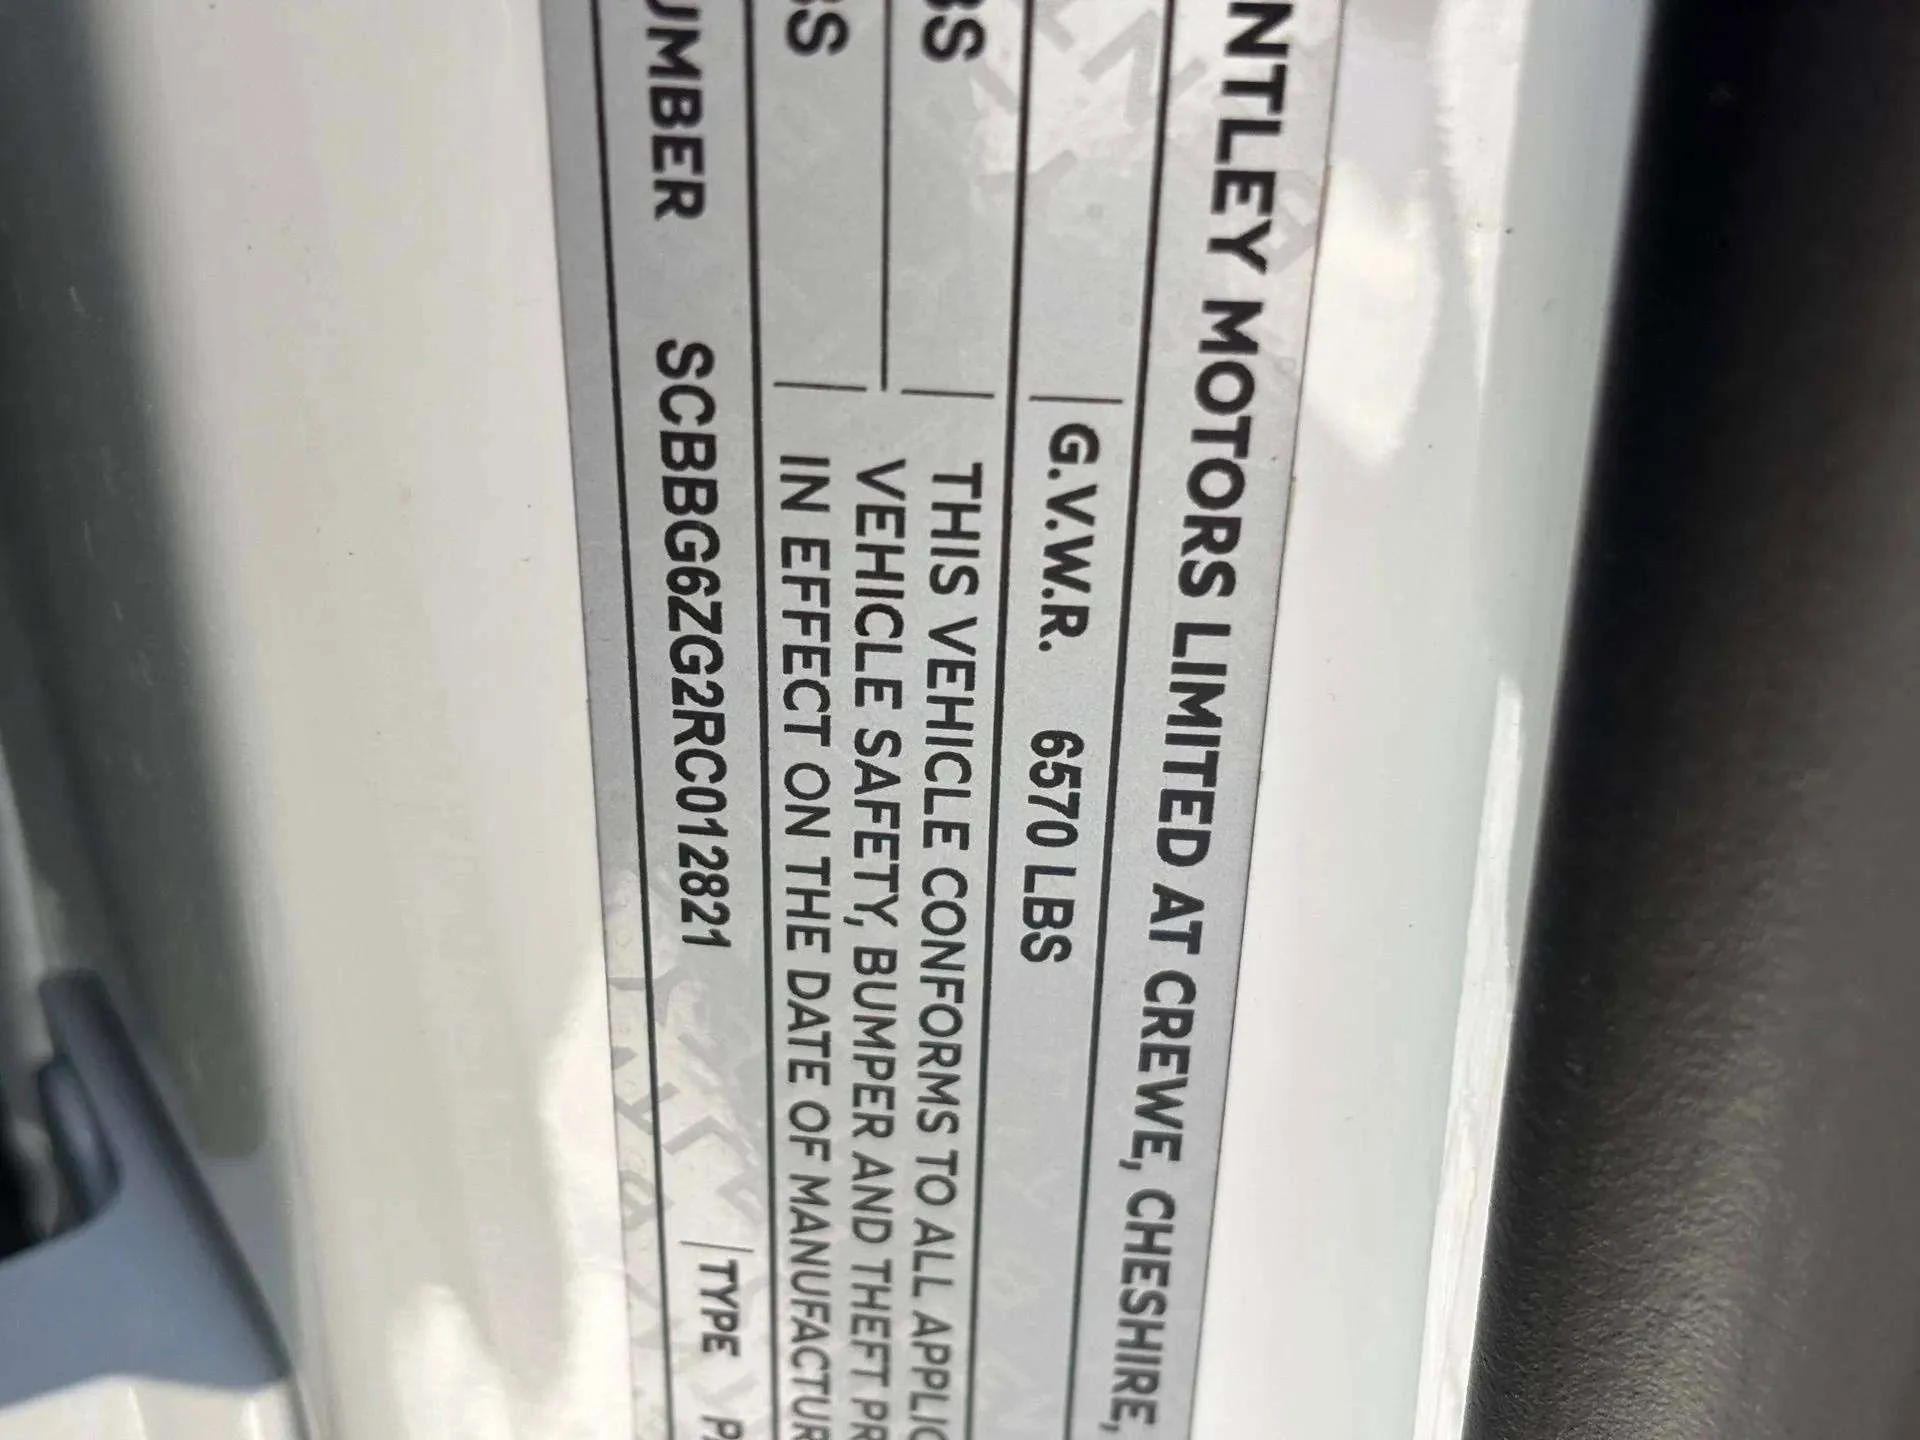 NTLEY MOTORS LIMITED AT CREWE, CHESHIRE,
G.V.W.R. 6570 LBS
BS THIS VEHICLE CONFORMS TO ALL APPLIC
VEHICLE SAFETY, BUMPER AND THEFT PR
BS IN EFFECT ON THE DATE OF MANUFACTUR
UMBER SCBBG6ZG2RC012821 TYPE P